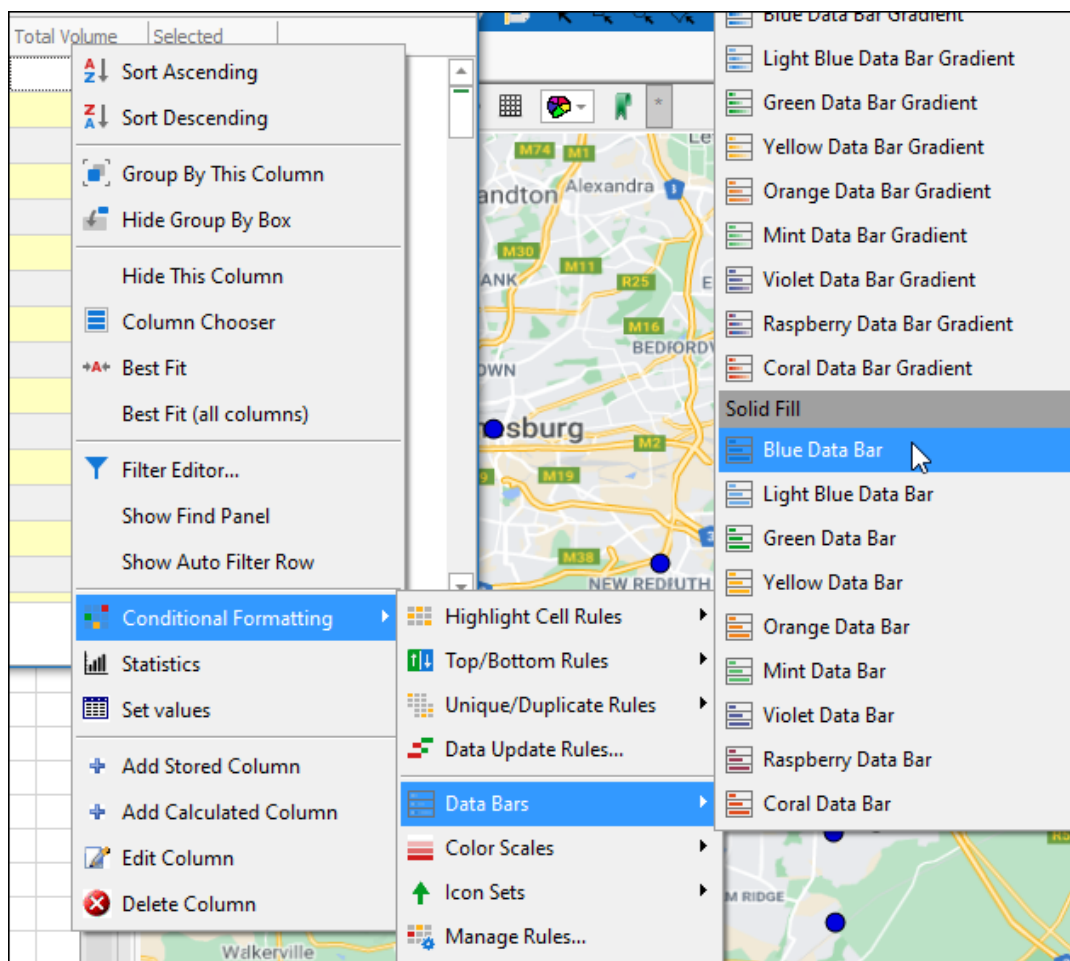 Total Volume
Selected
Sort Ascending
Sort Descending
Group By This Column
Hide Group By Box
Hide This Column
Column Chooser
Best Fit
Best Fit (all columns)
Filter Editor...
Show Find Panel
Show Auto Filter Row
Conditional Formatting
Statistics
Set values
Add Stored Column
Add Calculated Column
Edit Column
Delete Column
Highlight Cell Rules
Top/Bottom Rules
Unique/Duplicate Rules
Data Update Rules...
Data Bars
Color Scales
Icon Sets
Manage Rules...
Blue Data Bar Gradient
Light Blue Data Bar Gradient
Green Data Bar Gradient
Yellow Data Bar Gradient
Orange Data Bar Gradient
Mint Data Bar Gradient
Violet Data Bar Gradient
Raspberry Data Bar Gradient
Coral Data Bar Gradient
Solid Fill
Blue Data Bar
Light Blue Data Bar
Green Data Bar
Yellow Data Bar
Orange Data Bar
Mint Data Bar
Violet Data Bar
Raspberry Data Bar
Coral Data Bar
*
M74 M1
andton
Alexandra
3
M30
M11
ANK
R25
M16
BEDFORDV
OWN
sburg
M2
M19
M38
3
NEW REDRUTH
M RIDGE
Walkerville